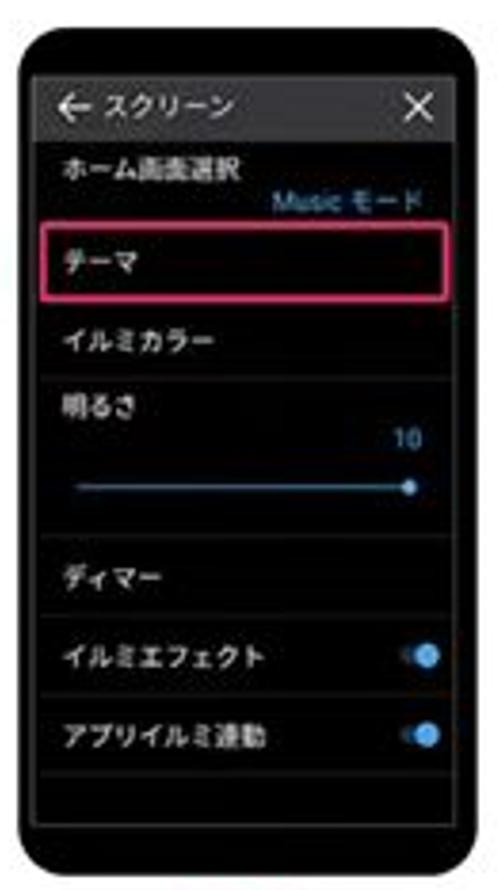 ← スクリーン ×
ホーム画面選択
Music モード
テーマ
イルミカラー
明るさ
10
ディマー
イルミエフェクト
アプリイルミ連動